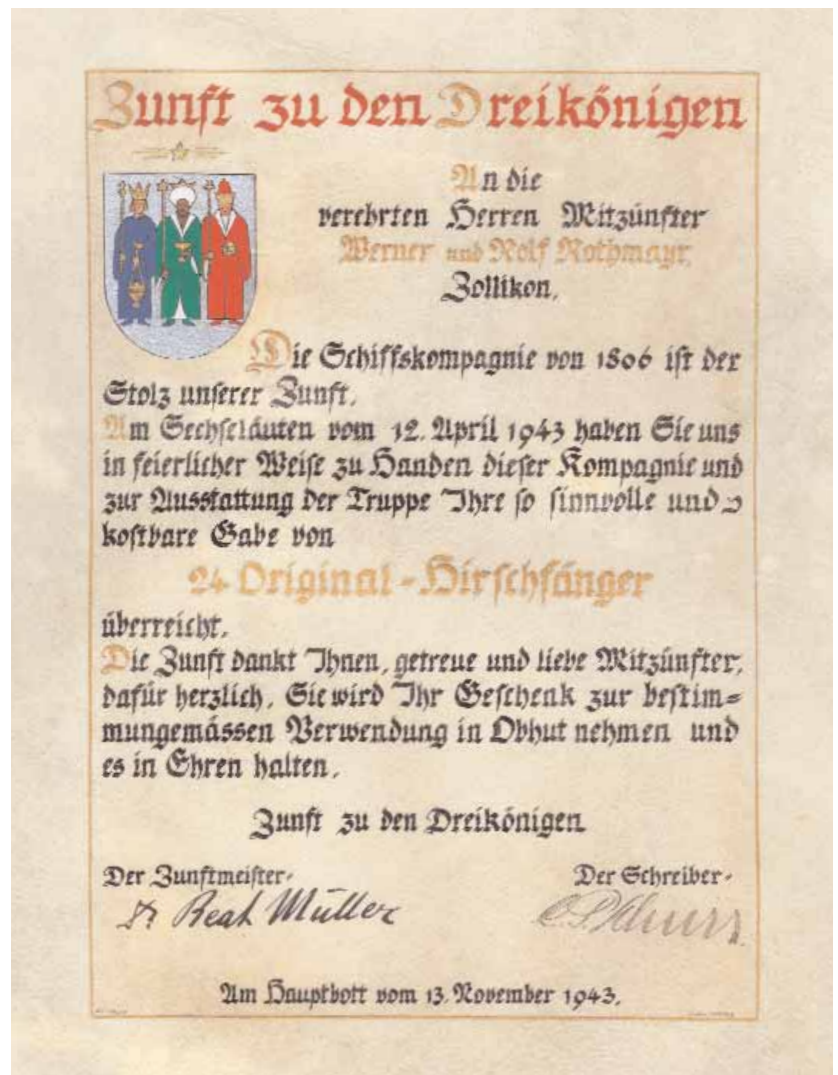 Zunft zu den Dreikönigen
An die
verehrten Herren Mitzünfter
Werner und Rolf Rothmayr,
Zollikon.
Die Schiffskompagnie von 1806 ist der
Stolz unserer Zunft.
Am Sechseläuten vom 12. April 1943 haben Sie uns
in feierlicher Weise zu Handen dieser Kompagnie und
zur Ausstattung der Truppe Ihre so sinnvolle und
kostbare Gabe von
24 Original-Hirschfänger
überreicht.
Die Zunft dankt Ihnen, getreue und liebe Mitzünfter,
dafür herzlich. Sie wird Ihr Geschenk zur bestim=
mungemässen Verwendung in Obhut nehmen und
es in Ehren halten.
Zunft zu den Dreikönigen
Der Zunftmeister:
Dr Beat Müller
Der Schreiber:
Am Hauptbott vom 13. November 1943.